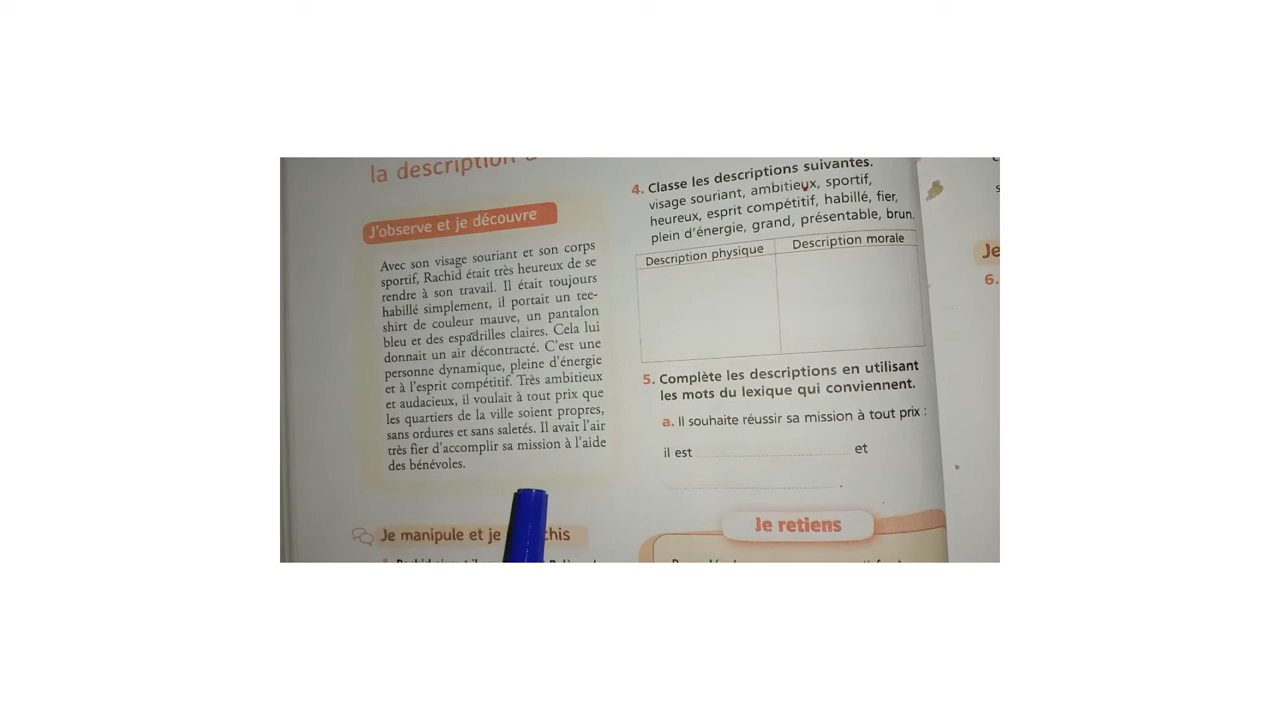 la description
J'observe et je découvre
Avec son visage souriant et son corps
sportif, Rachid était très heureux de se
rendre à son travail. Il était toujours
habillé simplement, il portait un tee-
shirt de couleur mauve, un pantalon
bleu et des espadrilles claires. Cela lui
donnait un air décontracté. C'est une
personne dynamique, pleine d'énergie
et à l'esprit compétitif. Très ambitieux
et audacieux, il voulait à tout prix que
les quartiers de la ville soient propres,
sans ordures et sans saletés. Il avait l'air
très fier d'accomplir sa mission à l'aide
des bénévoles.
Je manipule et je
4. Classe les descriptions suivantes.
visage souriant, ambitieux, sportif,
heureux, esprit compétitif, habillé, fier,
plein d'énergie, grand, présentable, brun.
Description physique Description morale
5. Complète les descriptions en utilisant
les mots du lexique qui conviennent.
a. Il souhaite réussir sa mission à tout prix :
il est ........ et
........ .
Je retiens
Je
6.